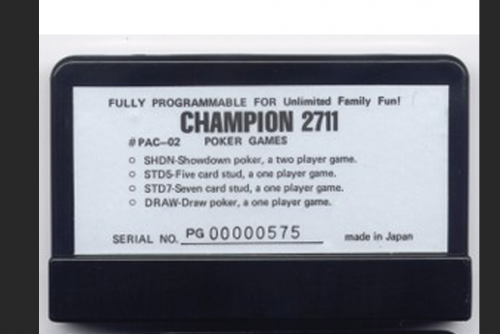 FULLY PROGRAMMABLE FOR Unlimited Family Fun!
CHAMPION 2711
#PAC-02 POKER GAMES
○ SHDN-Showdown poker, a two player game.
○ STD5-Five card stud, a one player game.
○ STD7-Seven card stud, a one player game.
○ DRAW-Draw poker, a one player game.
SERIAL NO. PG 00000575 made in Japan